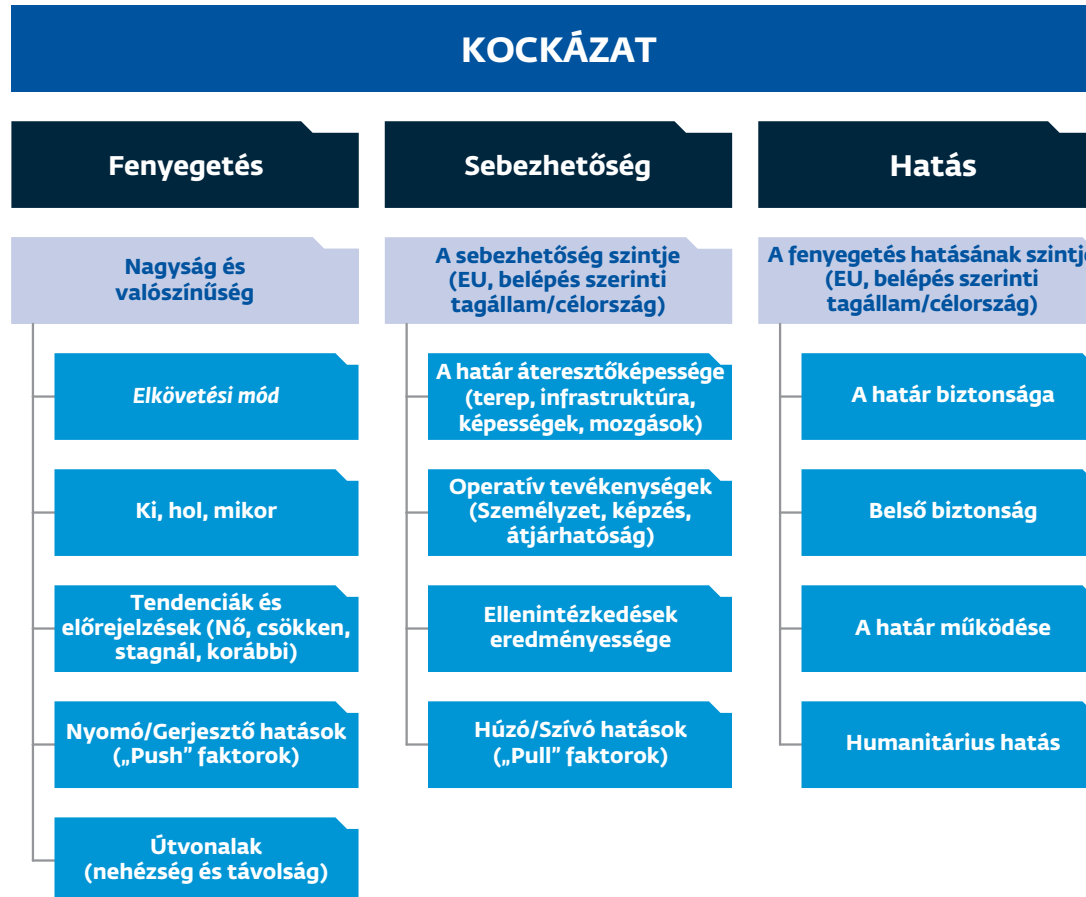 KOCKÁZAT
Fenyegetés
Nagyság és
valószínűség
Elkövetési mód
Ki, hol, mikor
Tendenciák és
előrejelzések (Nő, csökken,
stagnál, korábbi)
Nyomó/Gerjesztő hatások
(„Push” faktorok)
Útvonalak
(nehézség és távolság)
Sebezhetőség
A sebezhetőség szintje
(EU, belépés szerinti
tagállam/célország)
A határ áteresztőképessége
(terep, infrastruktúra,
képességek, mozgások)
Operatív tevékenységek
(Személyzet, képzés,
átjárhatóság)
Ellenintézkedések
eredményessége
Húzó/Szívó hatások
(„Pull” faktorok)
Hatás
A fenyegetés hatásának szintje
(EU, belépés szerinti
tagállam/célország)
A határ biztonsága
Belső biztonság
A határ működése
Humanitárius hatás